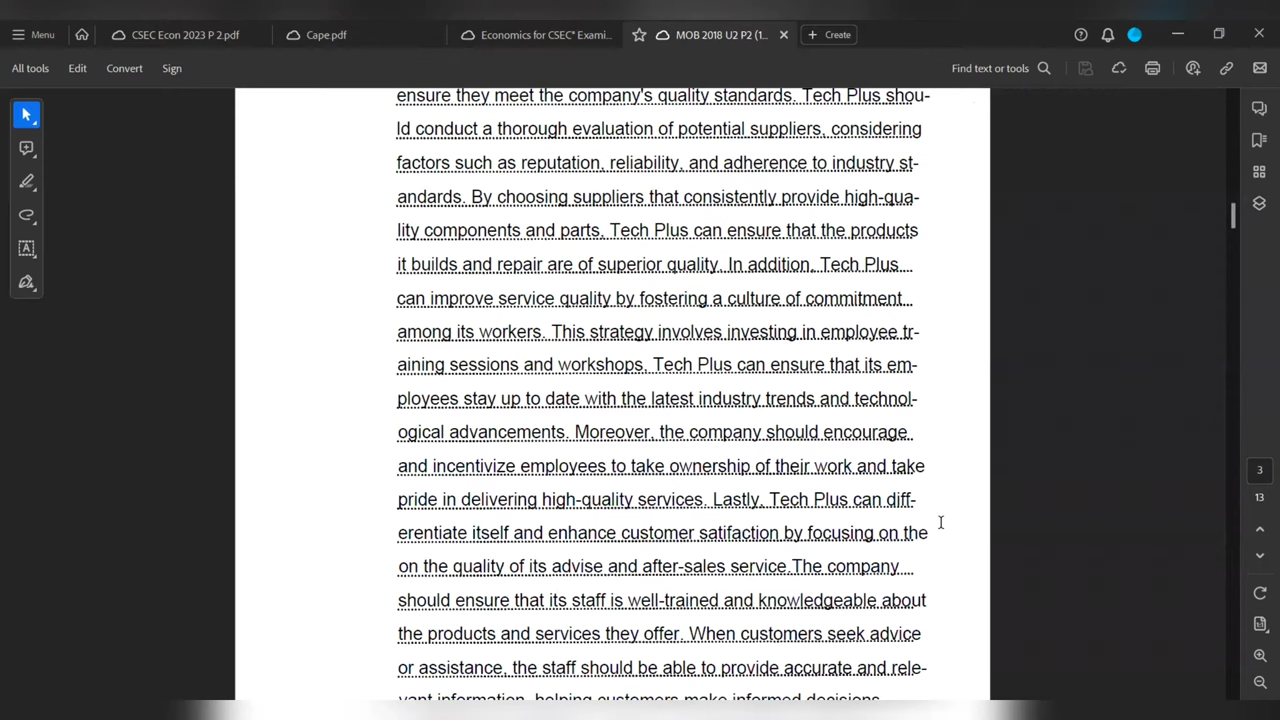 Menu
CSEC Econ 2023 P 2.pdf
Cape.pdf
Economics for CSEC® Exami...
MOB 2018 U2 P2 (1...
Create
All tools
Edit
Convert
Sign
Find text or tools
ensure they meet the company's quality standards. Tech Plus shou-
ld conduct a thorough evaluation of potential suppliers, considering
factors such as reputation, reliability, and adherence to industry st-
andards. By choosing suppliers that consistently provide high-qua-
lity components and parts, Tech Plus can ensure that the products
it builds and repair are of superior quality. In addition, Tech Plus
can improve service quality by fostering a culture of commitment
among its workers. This strategy involves investing in employee tr-
aining sessions and workshops, Tech Plus can ensure that its em-
ployees stay up to date with the latest industry trends and technol-
ogical advancements. Moreover, the company should encourage
and incentivize employees to take ownership of their work and take
pride in delivering high-quality services. Lastly, Tech Plus can diff-
erentiate itself and enhance customer satifaction by focusing on the
on the quality of its advise and after-sales service.The company
should ensure that its staff is well-trained and knowledgeable about
the products and services they offer. When customers seek advice
or assistance, the staff should be able to provide accurate and rele-
vant information, helping customers make informed decisions.
3
13